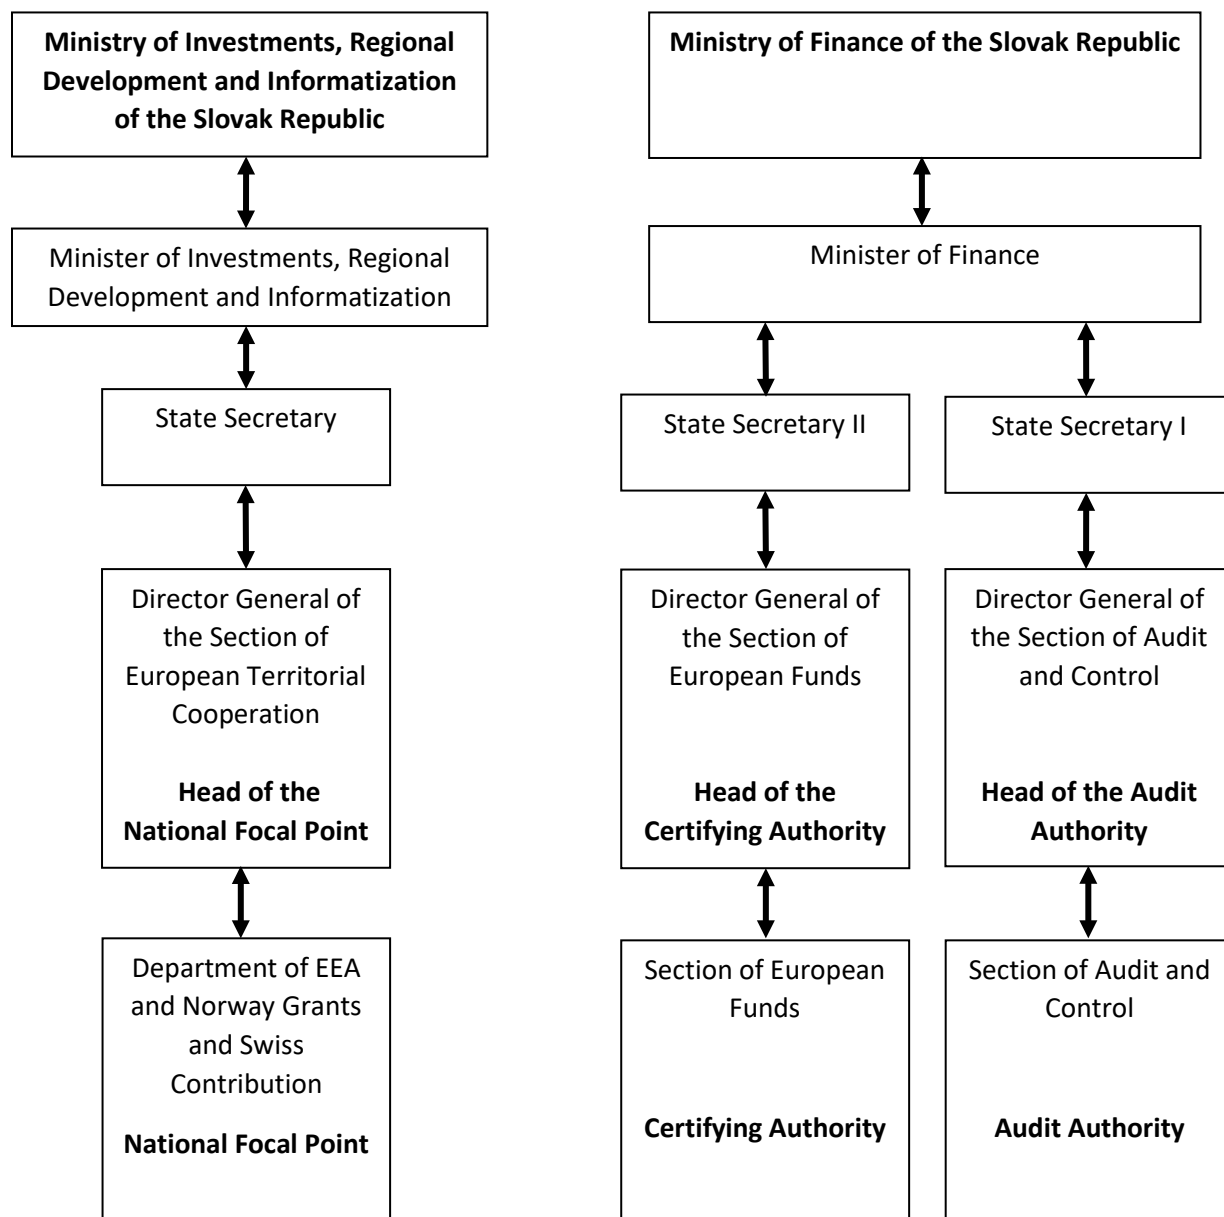 Ministry of Investments, Regional
Development and Informatization
of the Slovak Republic
Minister of Investments, Regional
Development and Informatization
State Secretary
Director General of
the Section of
European Territorial
Cooperation
Head of the
National Focal Point
Department of EEA
and Norway Grants
and Swiss
Contribution
National Focal Point
Ministry of Finance of the Slovak Republic
Minister of Finance
State Secretary II
Director General of
the Section of
European Funds
Head of the
Certifying Authority
Section of European
Funds
Certifying Authority
State Secretary I
Director General of
the Section of Audit
and Control
Head of the Audit
Authority
Section of Audit and
Control
Audit Authority